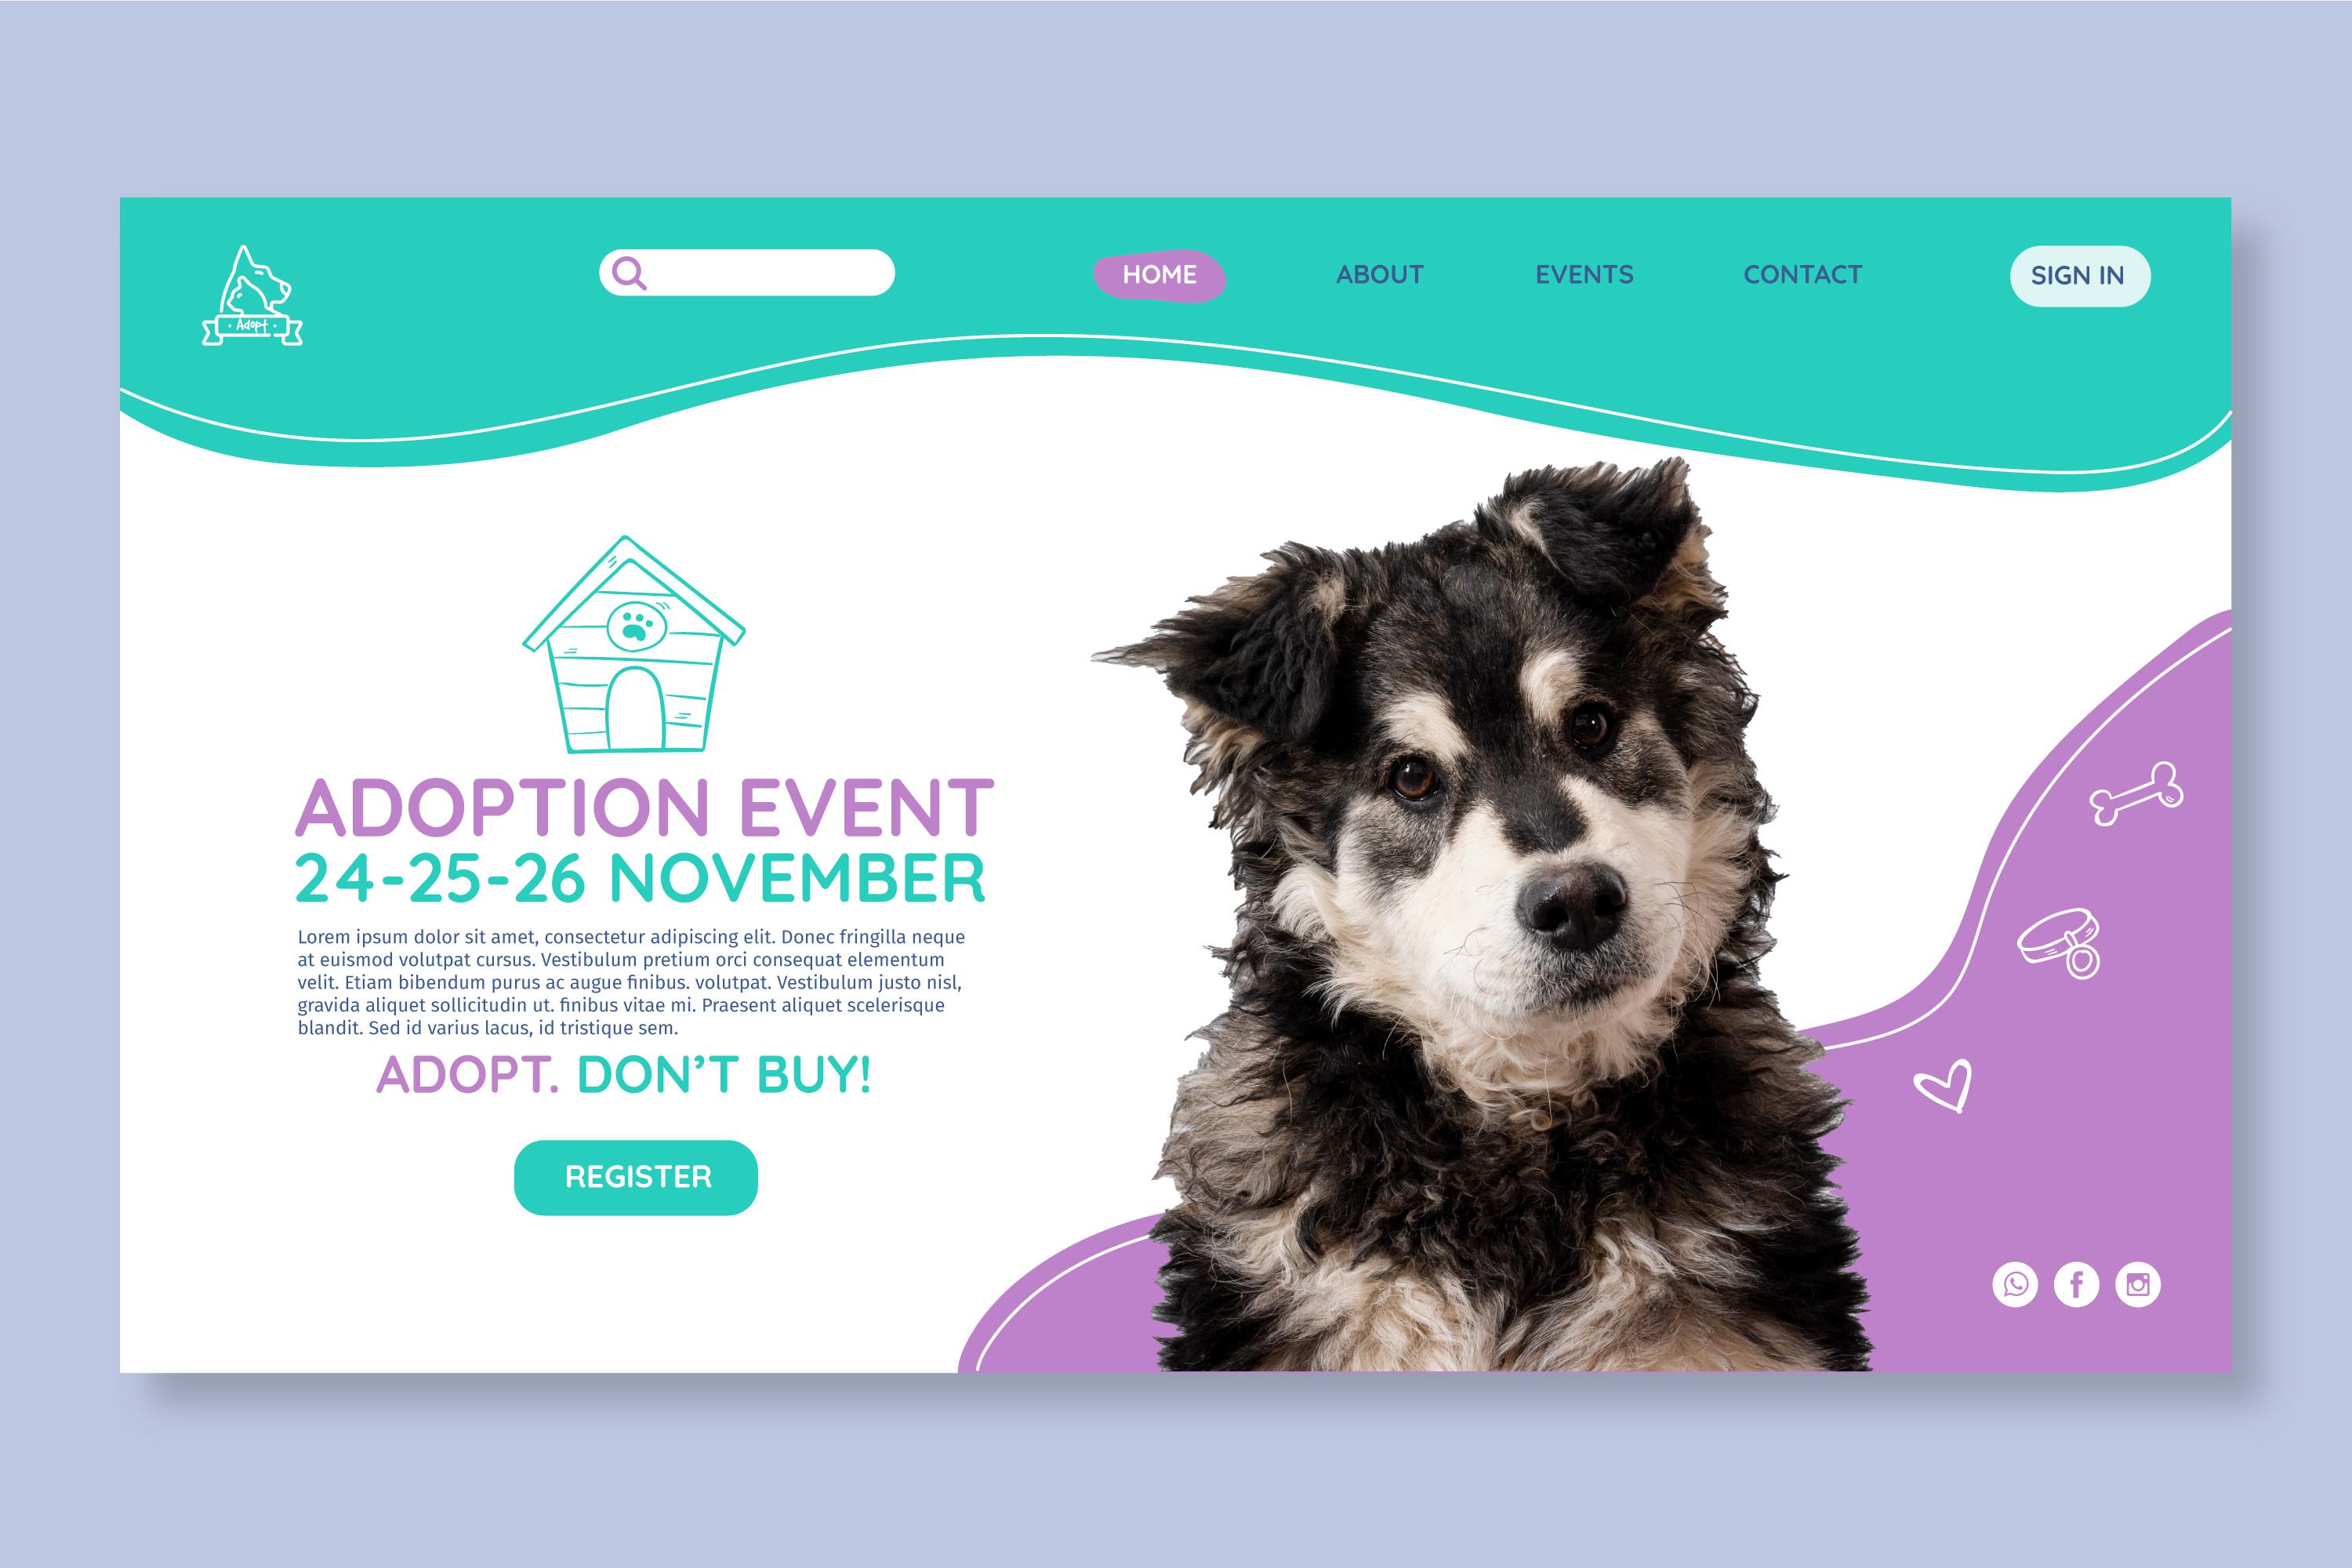 Adopt
HOME
ABOUT
EVENTS
CONTACT
SIGN IN
ADOPTION EVENT
24-25-26 NOVEMBER
Lorem ipsum dolor sit amet, consectetur adipiscing elit. Donec fringilla neque
at euismod volutpat cursus. Vestibulum pretium orci consequat elementum
velit. Etiam bibendum purus ac augue finibus. volutpat. Vestibulum justo nisl,
gravida aliquet sollicitudin ut. finibus vitae mi. Praesent aliquet scelerisque
blandit. Sed id varius lacus, id tristique sem.
ADOPT. DON’T BUY!
REGISTER